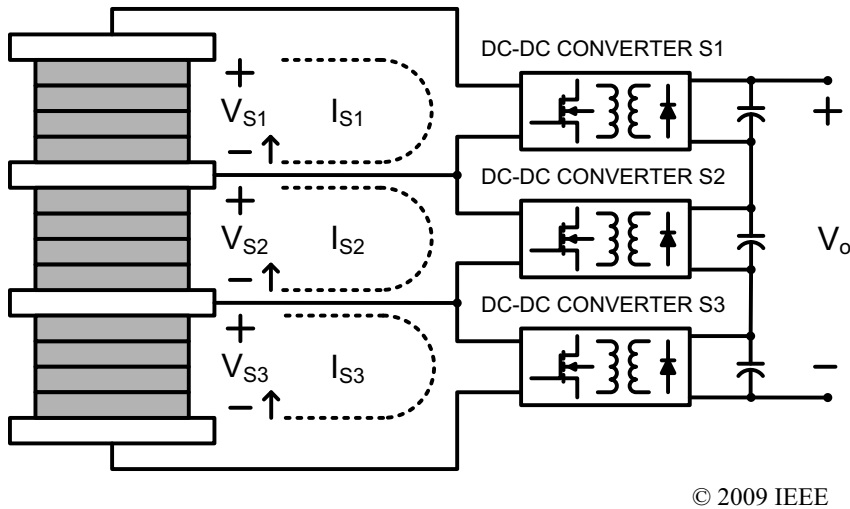 DC-DC CONVERTER S1
+
V_S1
−
I_S1
+
DC-DC CONVERTER S2
+
V_S2
−
I_S2
V_o
DC-DC CONVERTER S3
+
V_S3
−
I_S3
−
© 2009 IEEE